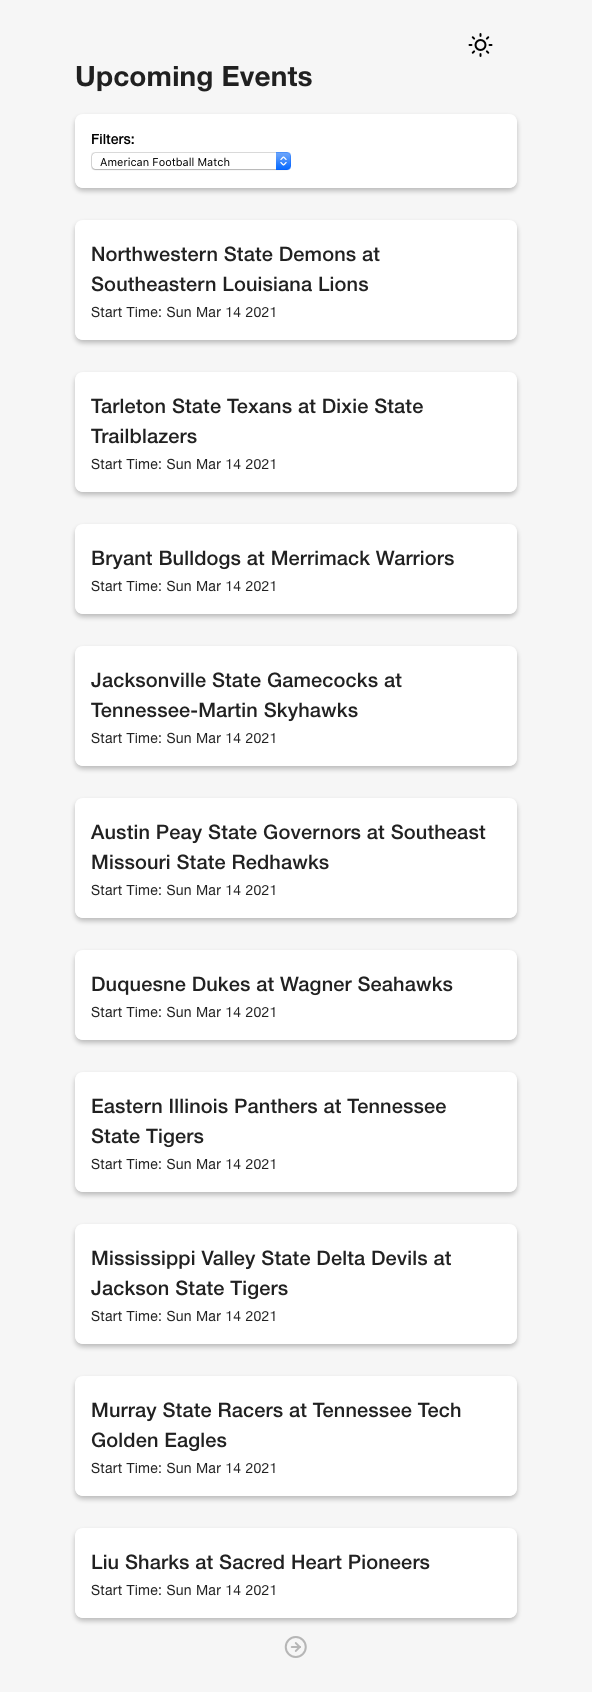 Upcoming Events
Filters:
American Football Match
Northwestern State Demons at
Southeastern Louisiana Lions
Start Time: Sun Mar 14 2021
Tarleton State Texans at Dixie State
Trailblazers
Start Time: Sun Mar 14 2021
Bryant Bulldogs at Merrimack Warriors
Start Time: Sun Mar 14 2021
Jacksonville State Gamecocks at
Tennessee-Martin Skyhawks
Start Time: Sun Mar 14 2021
Austin Peay State Governors at Southeast
Missouri State Redhawks
Start Time: Sun Mar 14 2021
Duquesne Dukes at Wagner Seahawks
Start Time: Sun Mar 14 2021
Eastern Illinois Panthers at Tennessee
State Tigers
Start Time: Sun Mar 14 2021
Mississippi Valley State Delta Devils at
Jackson State Tigers
Start Time: Sun Mar 14 2021
Murray State Racers at Tennessee Tech
Golden Eagles
Start Time: Sun Mar 14 2021
Liu Sharks at Sacred Heart Pioneers
Start Time: Sun Mar 14 2021